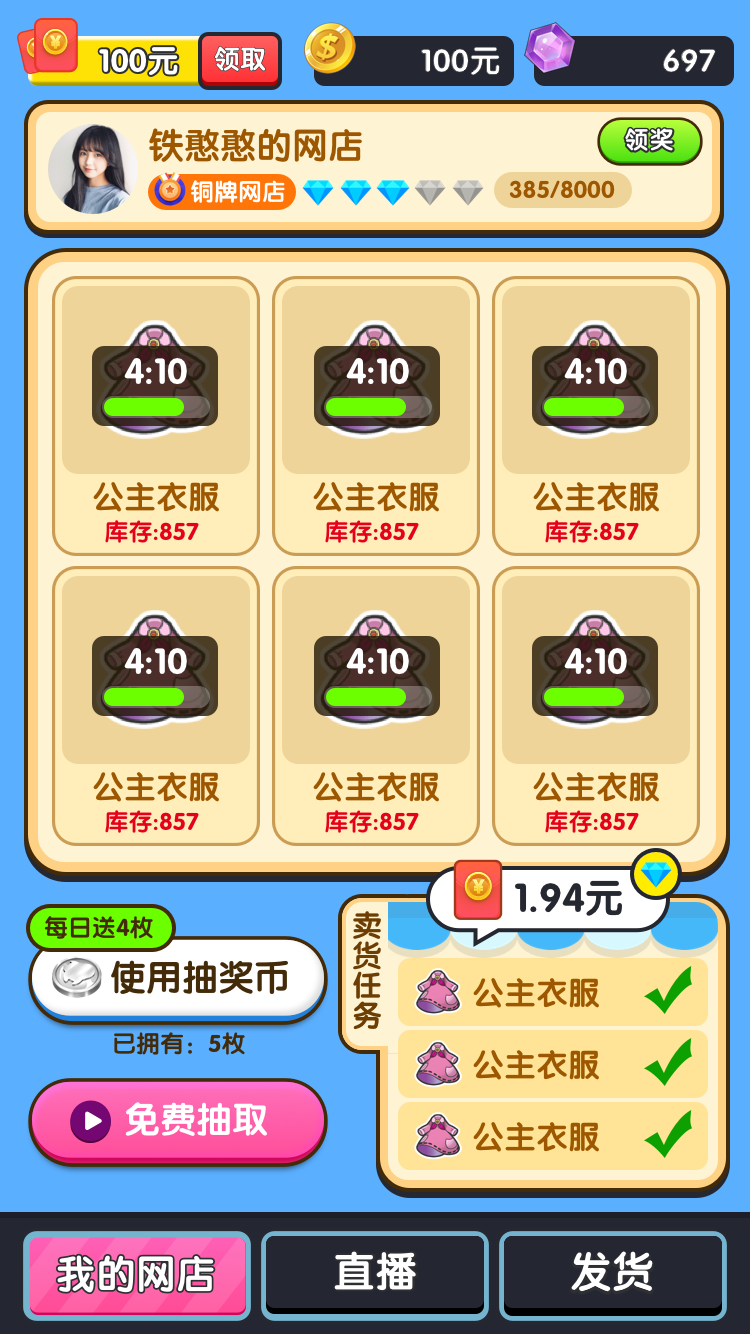 100元 领取 100元 697
铁憨憨的网店 领奖
铜牌网店 385/8000
4:10 4:10 4:10
公主衣服 公主衣服 公主衣服
库存:857 库存:857 库存:857
4:10 4:10 4:10
公主衣服 公主衣服 公主衣服
库存:857 库存:857 库存:857
1.94元
每日送4枚
使用抽奖币
已拥有：5枚
免费抽取
卖货任务
公主衣服
公主衣服
公主衣服
我的网店 直播 发货